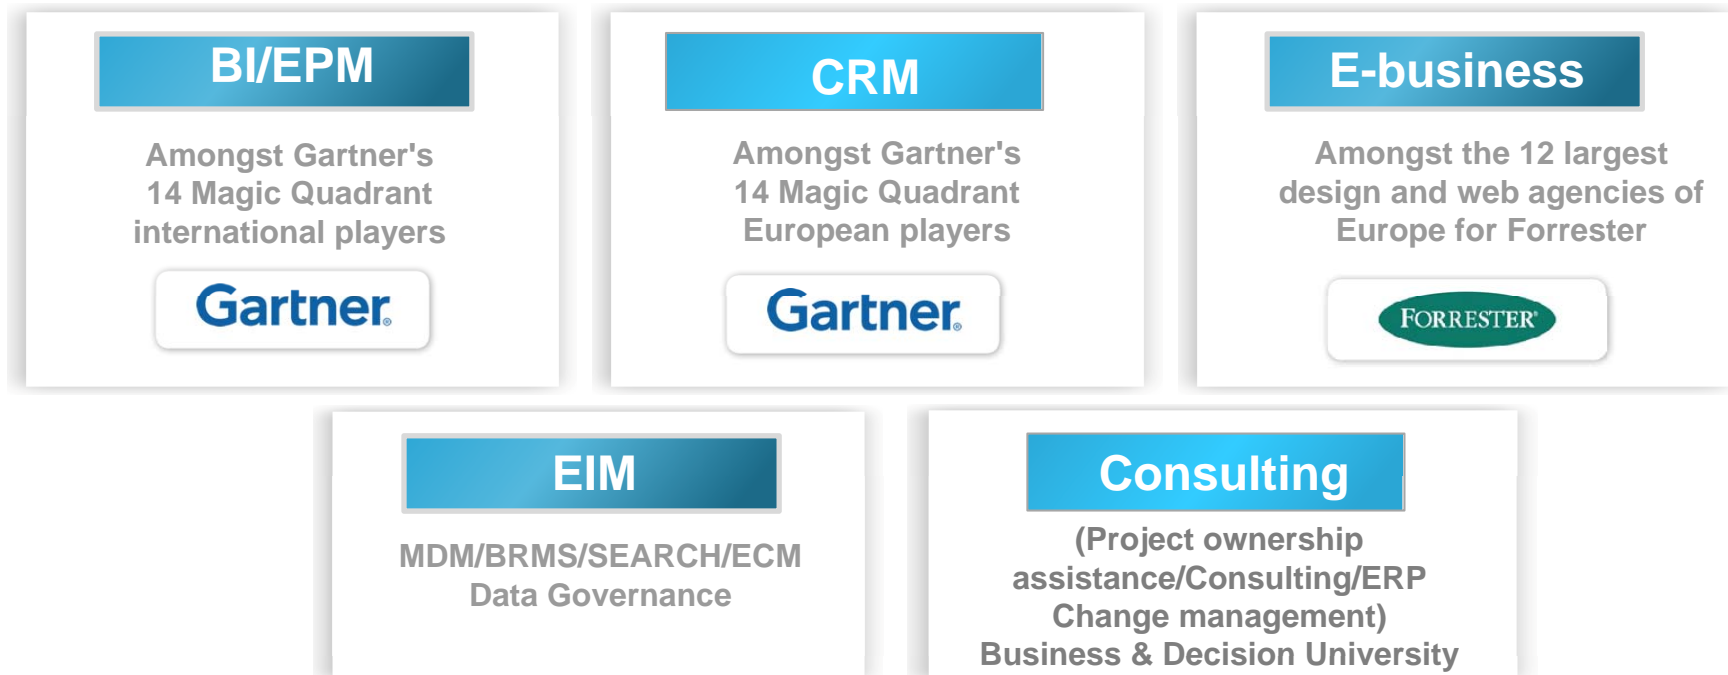 BI/EPM
Amongst Gartner's
14 Magic Quadrant
international players
Gartner®
CRM
Amongst Gartner's
14 Magic Quadrant
European players
Gartner®
E-business
Amongst the 12 largest
design and web agencies of
Europe for Forrester
FORRESTER®
EIM
MDM/BRMS/SEARCH/ECM
Data Governance
Consulting
(Project ownership
assistance/Consulting/ERP
Change management)
Business & Decision University